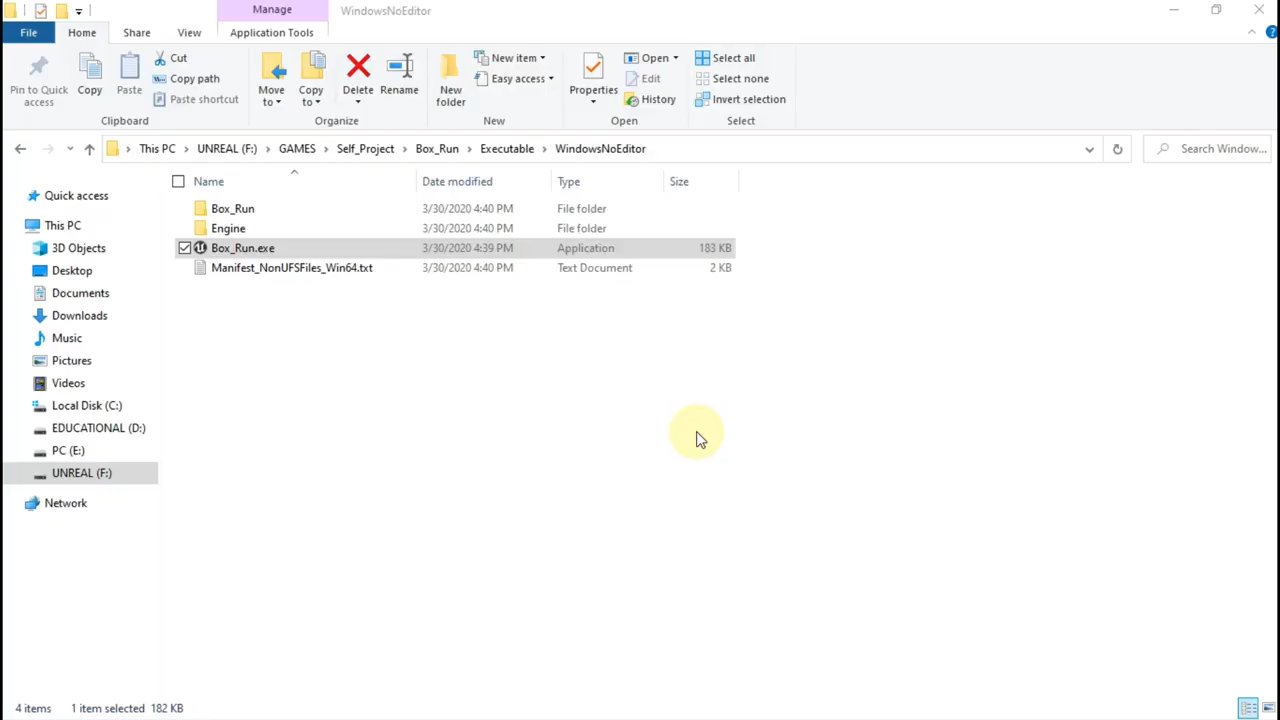 Manage
WindowsNoEditor
File
Home
Share
View
Application Tools
Pin to Quick access
Copy
Paste
Cut
Copy path
Paste shortcut
Clipboard
Move to
Copy to
Delete
Rename
Organize
New folder
New item
Easy access
New
Properties
Open
Edit
History
Open
Select all
Select none
Invert selection
Select
This PC
UNREAL (F:)
GAMES
Self_Project
Box_Run
Executable
WindowsNoEditor
Search Window...
Name
Date modified
Type
Size
Box_Run
3/30/2020 4:40 PM
File folder
Engine
3/30/2020 4:40 PM
File folder
Box_Run.exe
3/30/2020 4:39 PM
Application
183 KB
Manifest_NonUFSFiles_Win64.txt
3/30/2020 4:40 PM
Text Document
2 KB
Quick access
This PC
3D Objects
Desktop
Documents
Downloads
Music
Pictures
Videos
Local Disk (C:)
EDUCATIONAL (D:)
PC (E:)
UNREAL (F:)
Network
4 items
1 item selected 182 KB